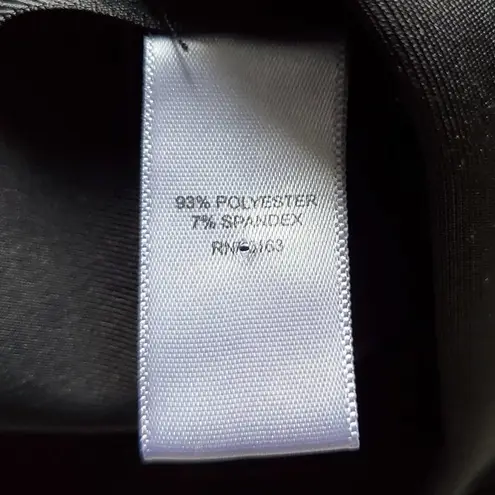 93% POLYESTER
7% SPANDEX